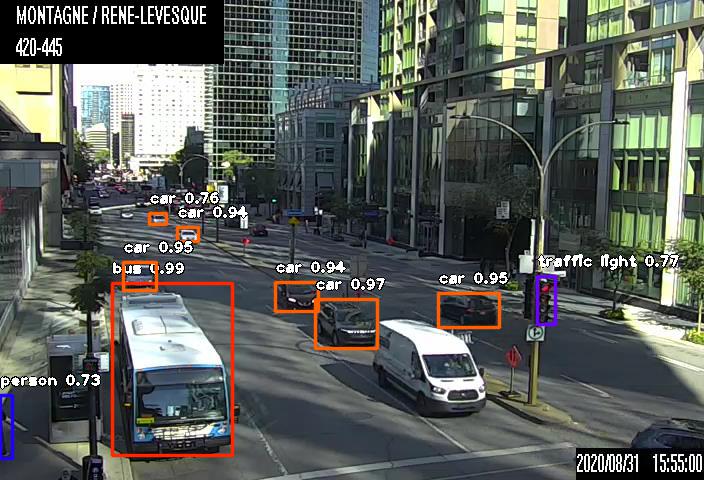 MONTAGNE / RENE-LEVESQUE
420-445
car 0.76
car 0.94
car 0.95
bus 0.99
car 0.94
car 0.97
car 0.95
traffic light 0.77
person 0.73
2020/08/31 15:55:00